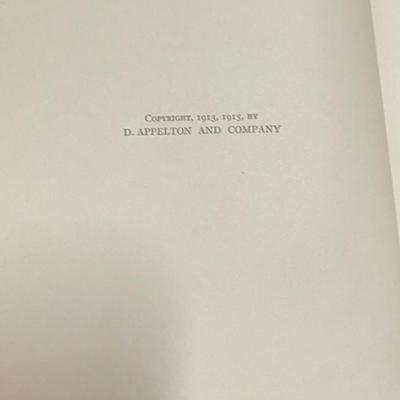 Copyright, 1913, 1915, by
D. APPELTON AND COMPANY